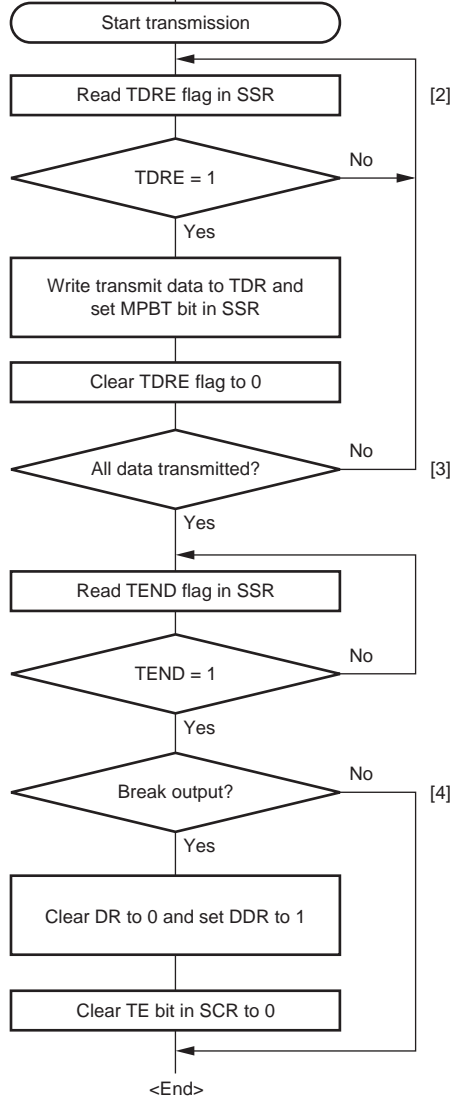 Start transmission
Read TDRE flag in SSR
[2]
TDRE = 1
No
Yes
Write transmit data to TDR and
set MPBT bit in SSR
Clear TDRE flag to 0
All data transmitted?
No
[3]
Yes
Read TEND flag in SSR
TEND = 1
No
Yes
Break output?
No
[4]
Yes
Clear DR to 0 and set DDR to 1
Clear TE bit in SCR to 0
<End>